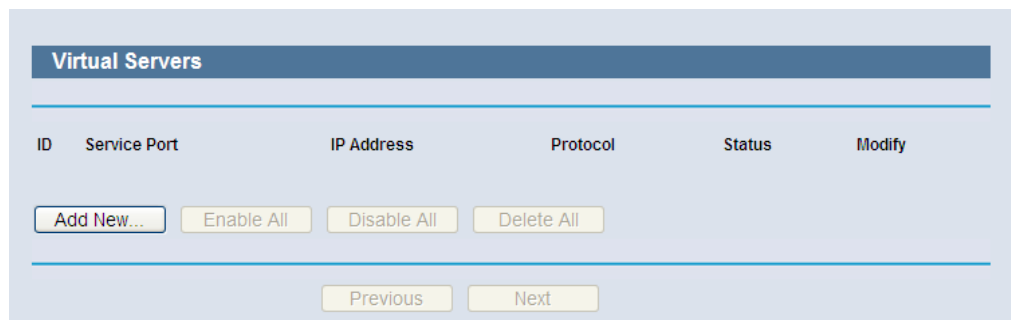 Virtual Servers
ID Service Port IP Address Protocol Status Modify
Add New... Enable All Disable All Delete All
Previous Next